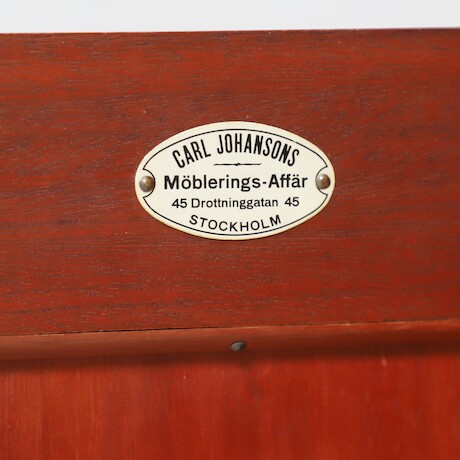 CARL JOHANSONS
Möblerings-Affär
45 Drottninggatan 45
STOCKHOLM